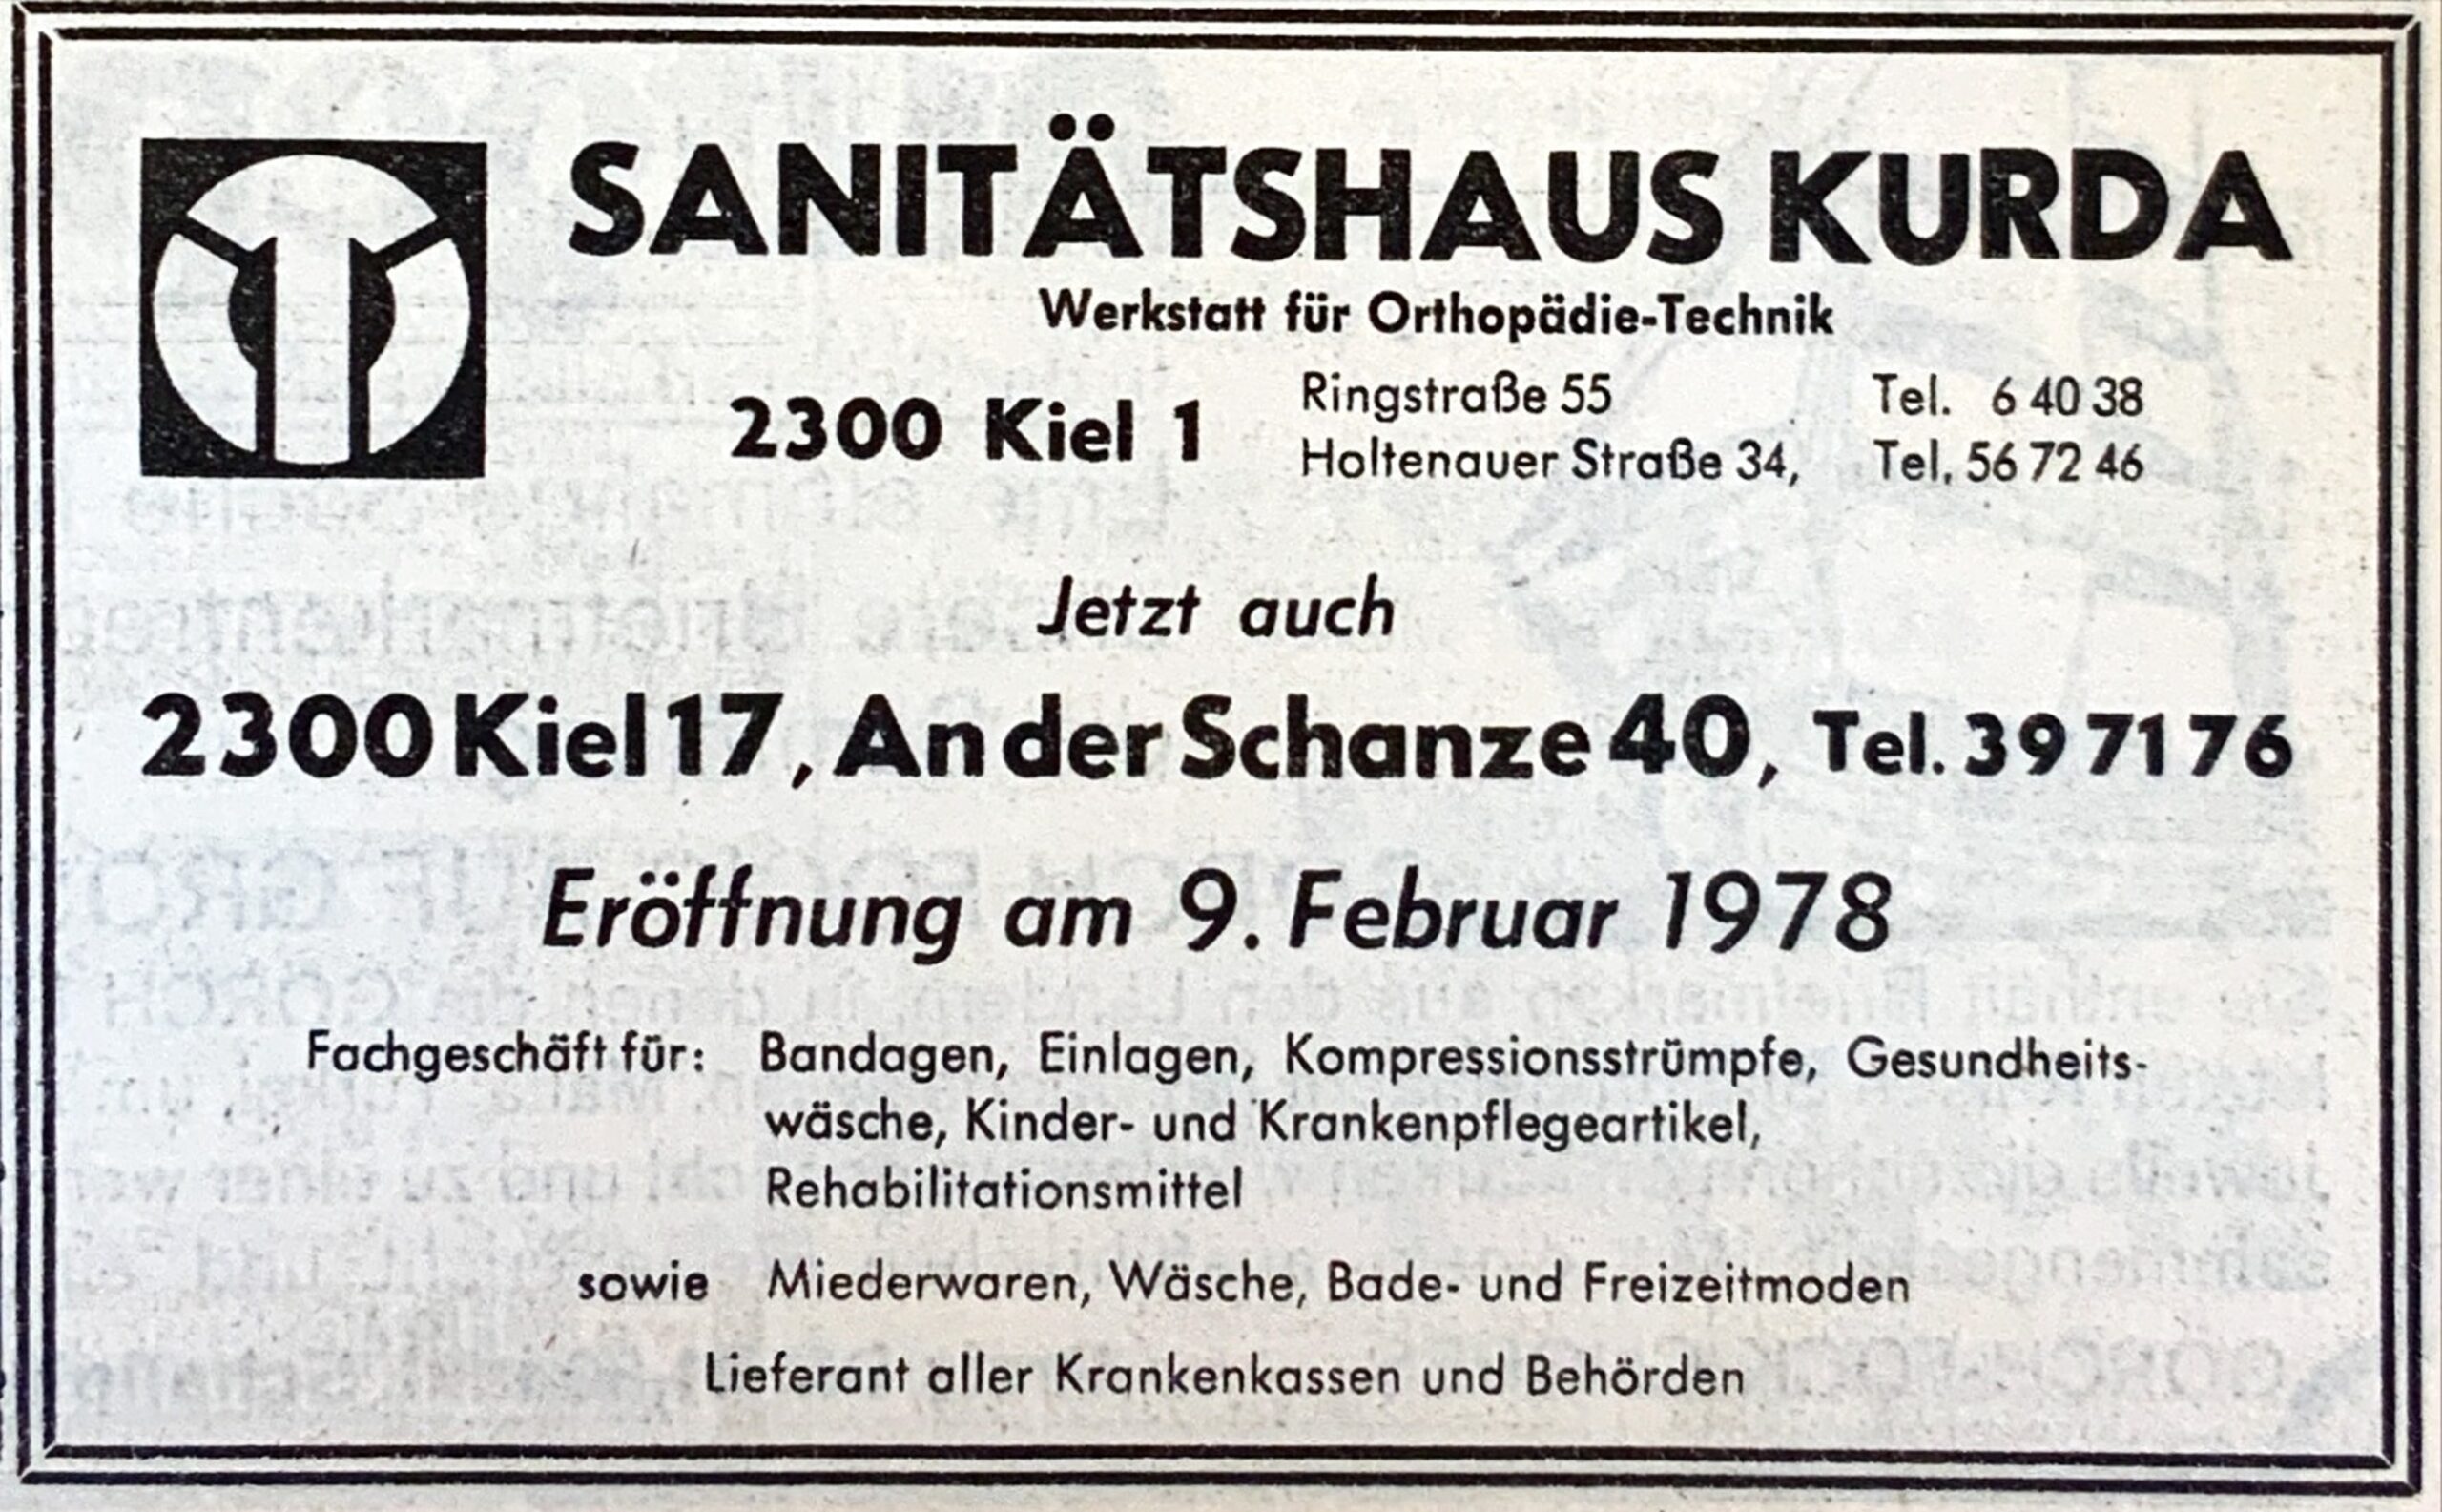 SANITÄTSHAUS KURDA
Werkstatt für Orthopädie-Technik
2300 Kiel 1
Ringstraße 55 Tel. 6 40 38
Holtenauer Straße 34, Tel. 56 72 46
Jetzt auch
2300 Kiel 17, An der Schanze 40, Tel. 39 71 76
Eröffnung am 9. Februar 1978
Fachgeschäft für: Bandagen, Einlagen, Kompressionsstrümpfe, Gesundheits-
wäsche, Kinder- und Krankenpflegeartikel,
Rehabilitationsmittel
sowie Miederwaren, Wäsche, Bade- und Freizeitmoden
Lieferant aller Krankenkassen und Behörden